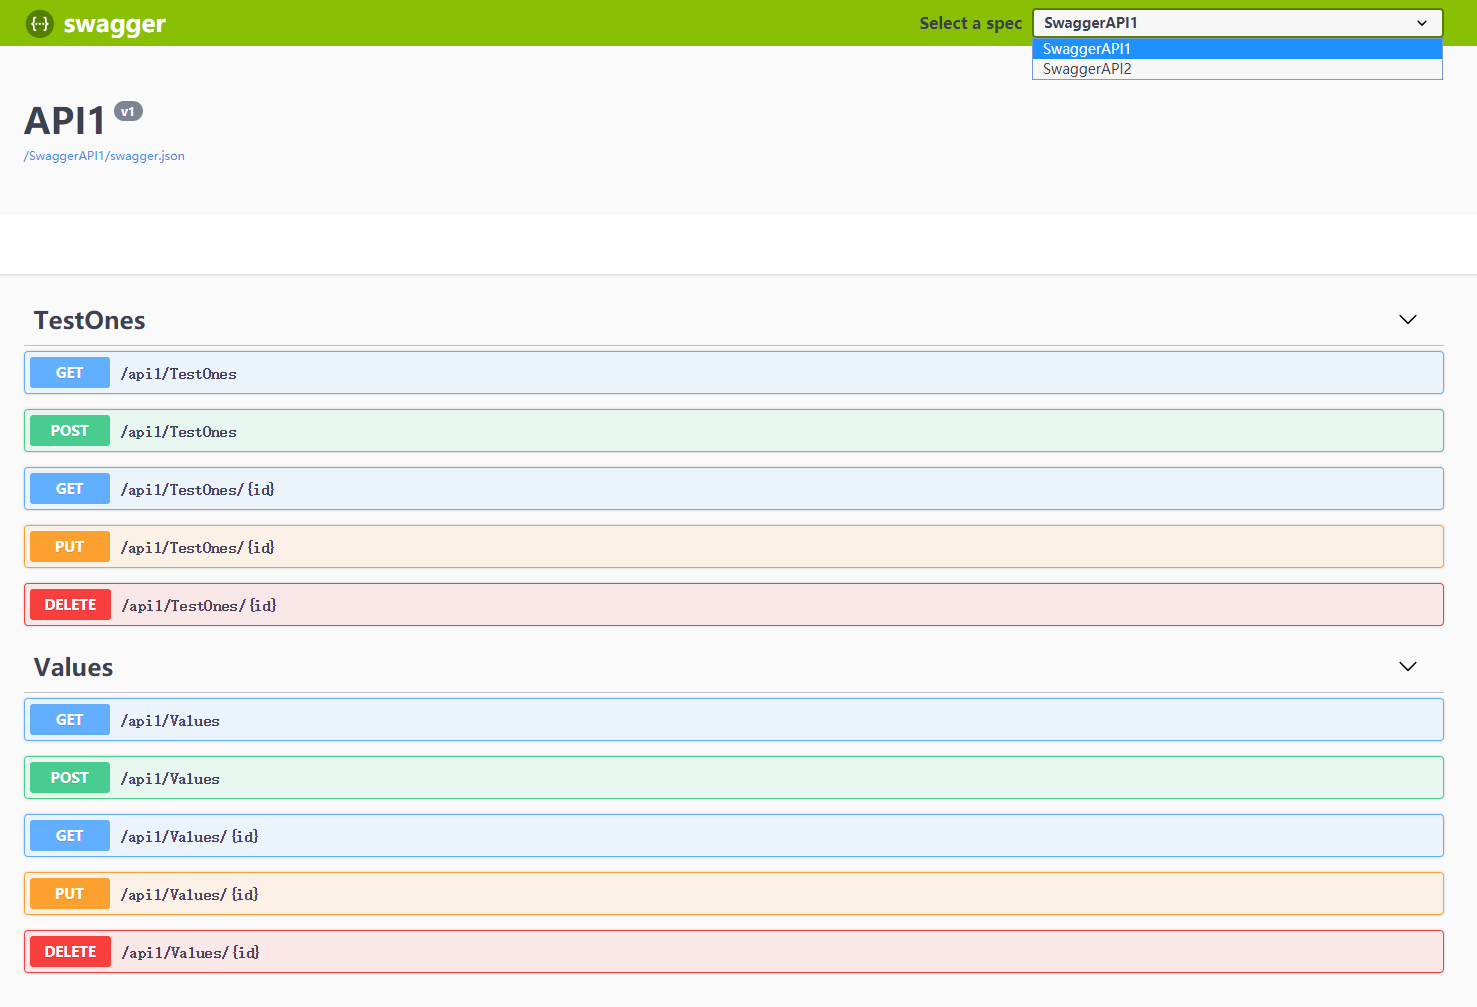 swagger
Select a spec
SwaggerAPI1
SwaggerAPI1
SwaggerAPI2
API1 v1
/SwaggerAPI1/swagger.json
TestOnes
GET /api1/TestOnes
POST /api1/TestOnes
GET /api1/TestOnes/{id}
PUT /api1/TestOnes/{id}
DELETE /api1/TestOnes/{id}
Values
GET /api1/Values
POST /api1/Values
GET /api1/Values/{id}
PUT /api1/Values/{id}
DELETE /api1/Values/{id}